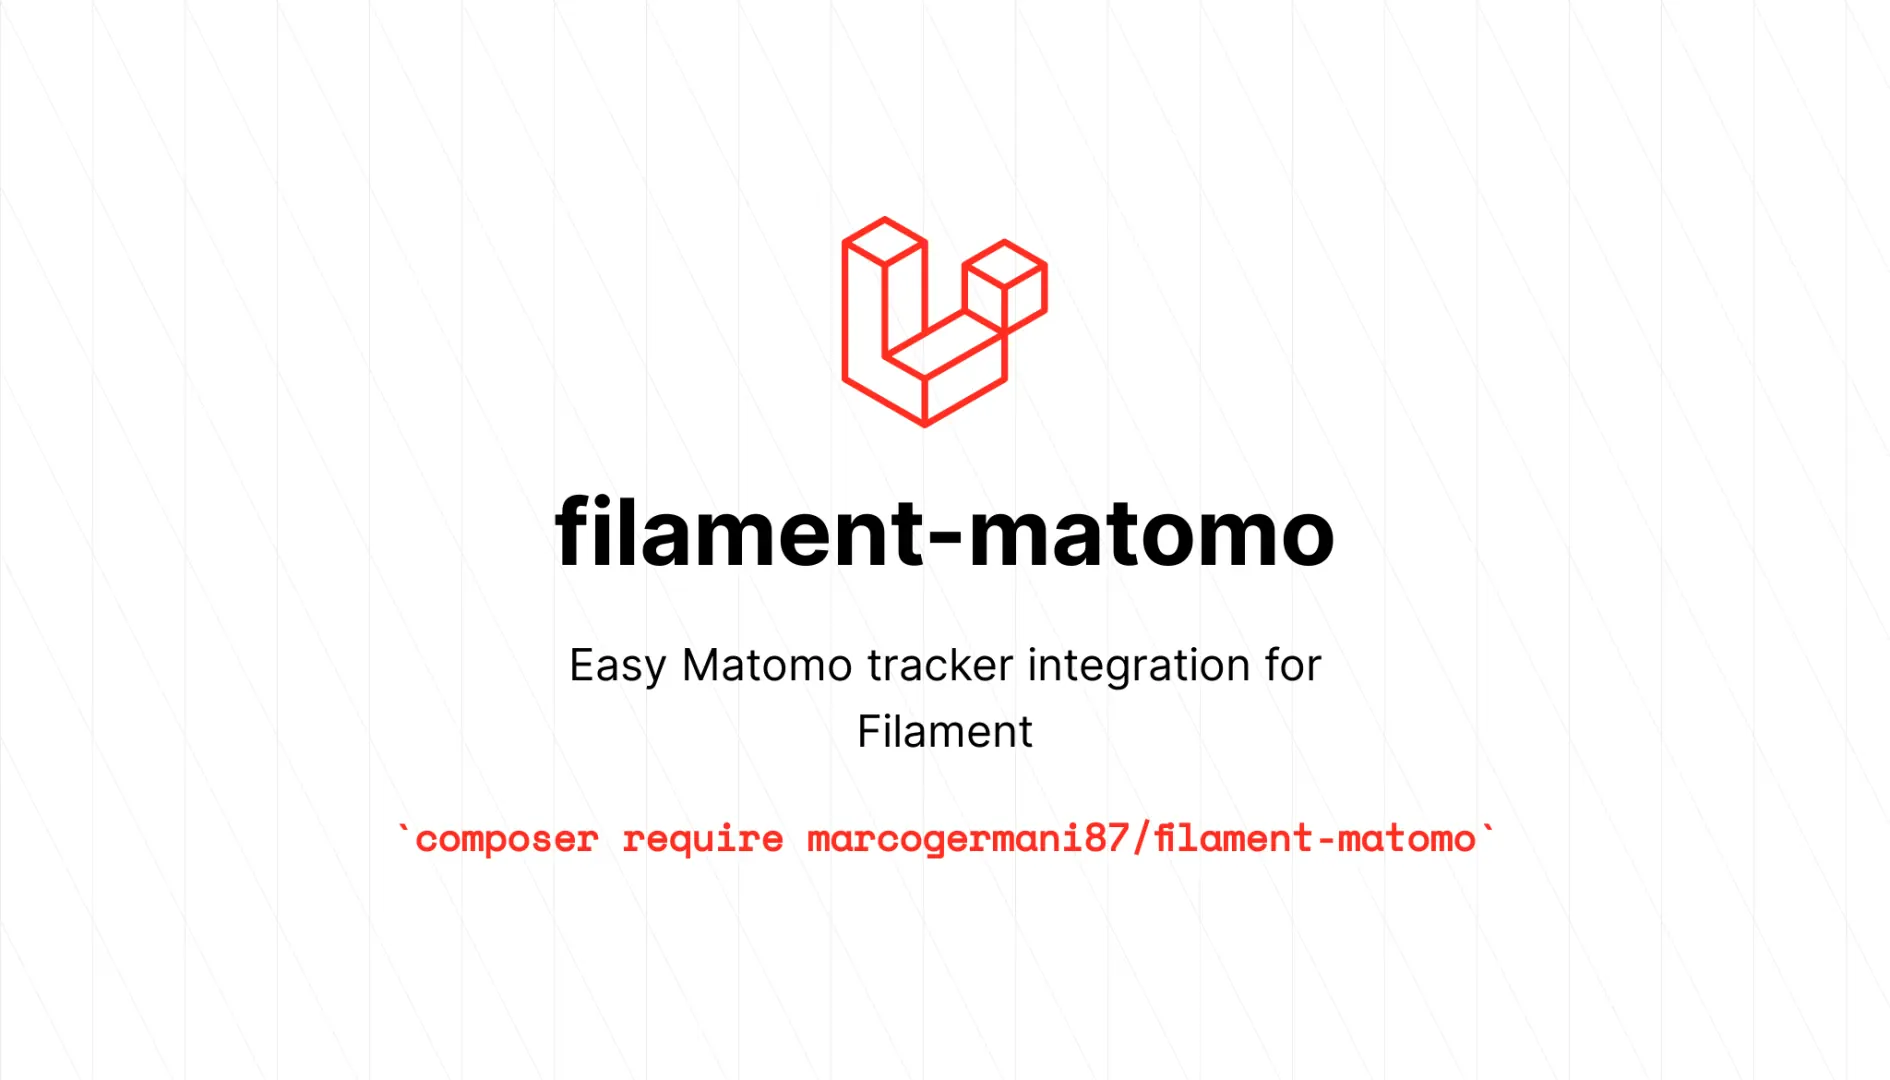 filament-matomo
Easy Matomo tracker integration for
Filament
`composer require marcogermani87/filament-matomo`